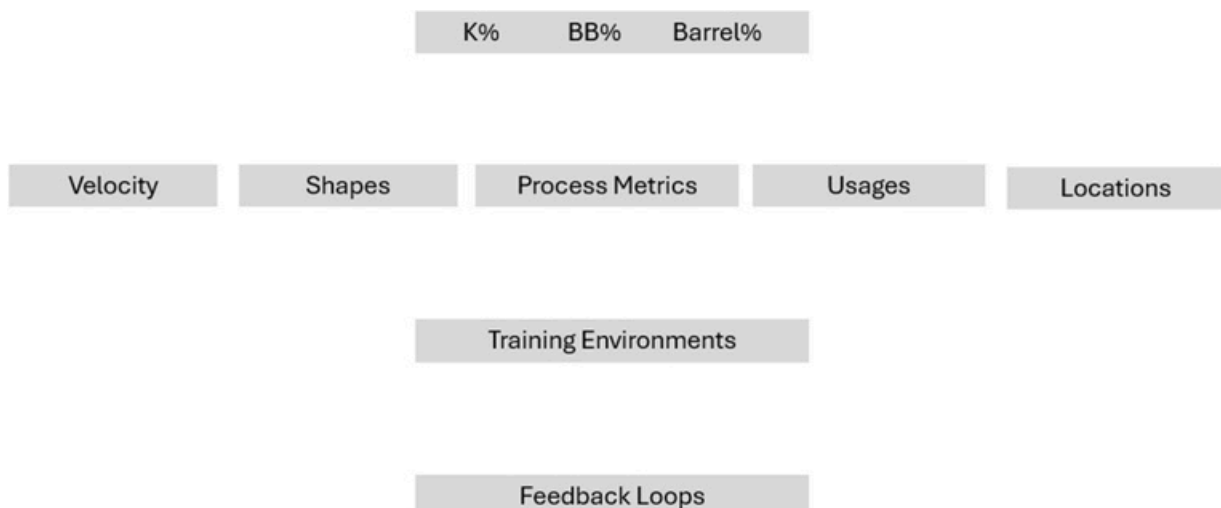 K% BB% Barrel%
Velocity Shapes Process Metrics Usages Locations
Training Environments
Feedback Loops